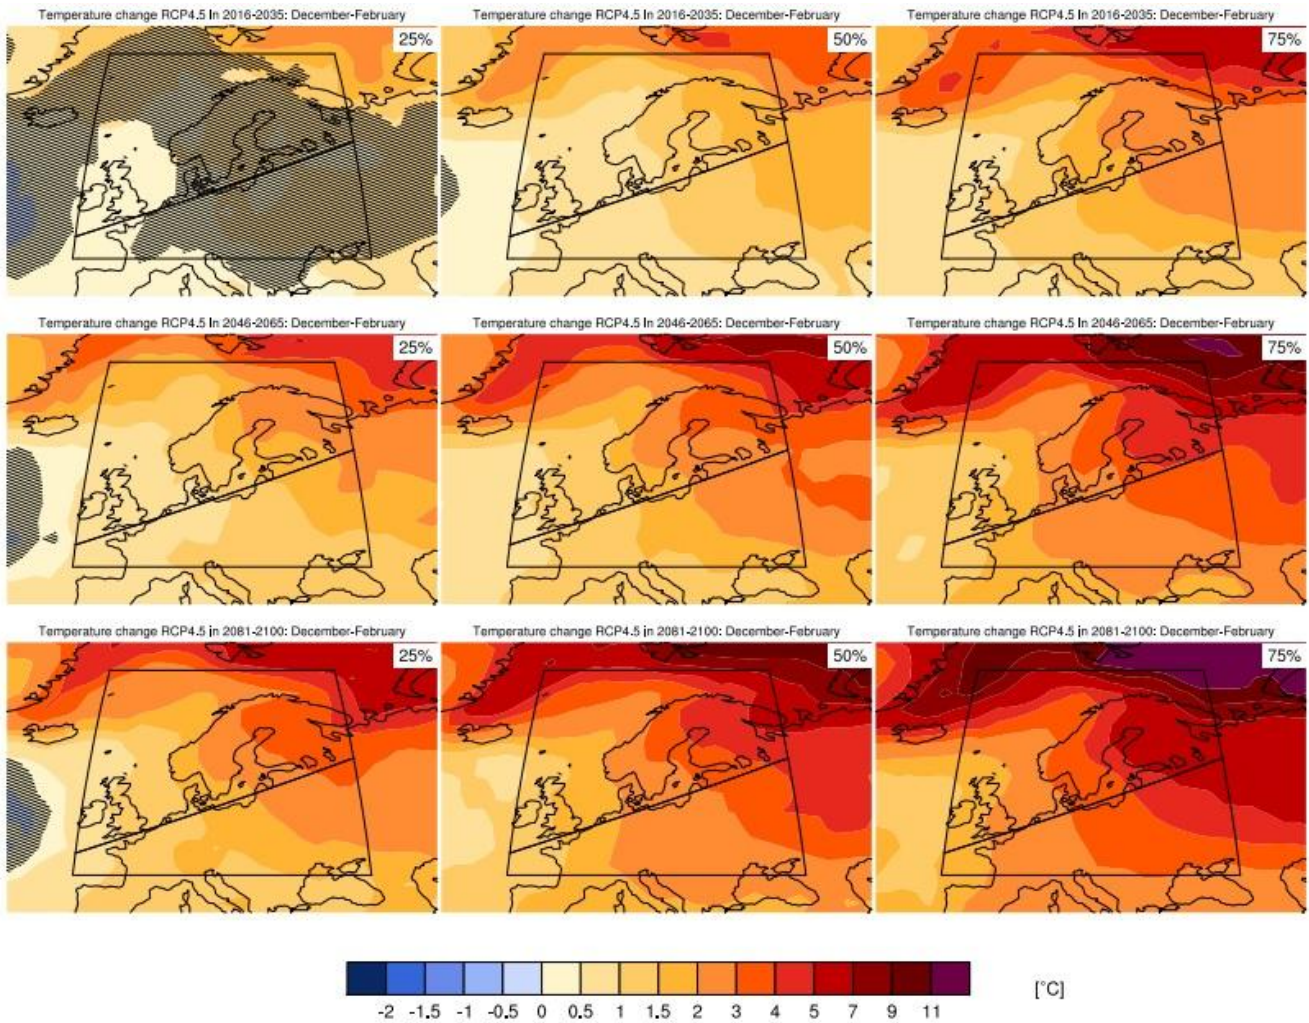 Temperature change RCP4.5 in 2016-2035: December-February
25%
Temperature change RCP4.5 in 2016-2035: December-February
50%
Temperature change RCP4.5 in 2016-2035: December-February
75%
Temperature change RCP4.5 in 2046-2065: December-February
25%
Temperature change RCP4.5 in 2046-2065: December-February
50%
Temperature change RCP4.5 in 2046-2065: December-February
75%
Temperature change RCP4.5 in 2081-2100: December-February
25%
Temperature change RCP4.5 in 2081-2100: December-February
50%
Temperature change RCP4.5 in 2081-2100: December-February
75%
-2 -1.5 -1 -0.5 0 0.5 1 1.5 2 3 4 5 7 9 11
[°C]